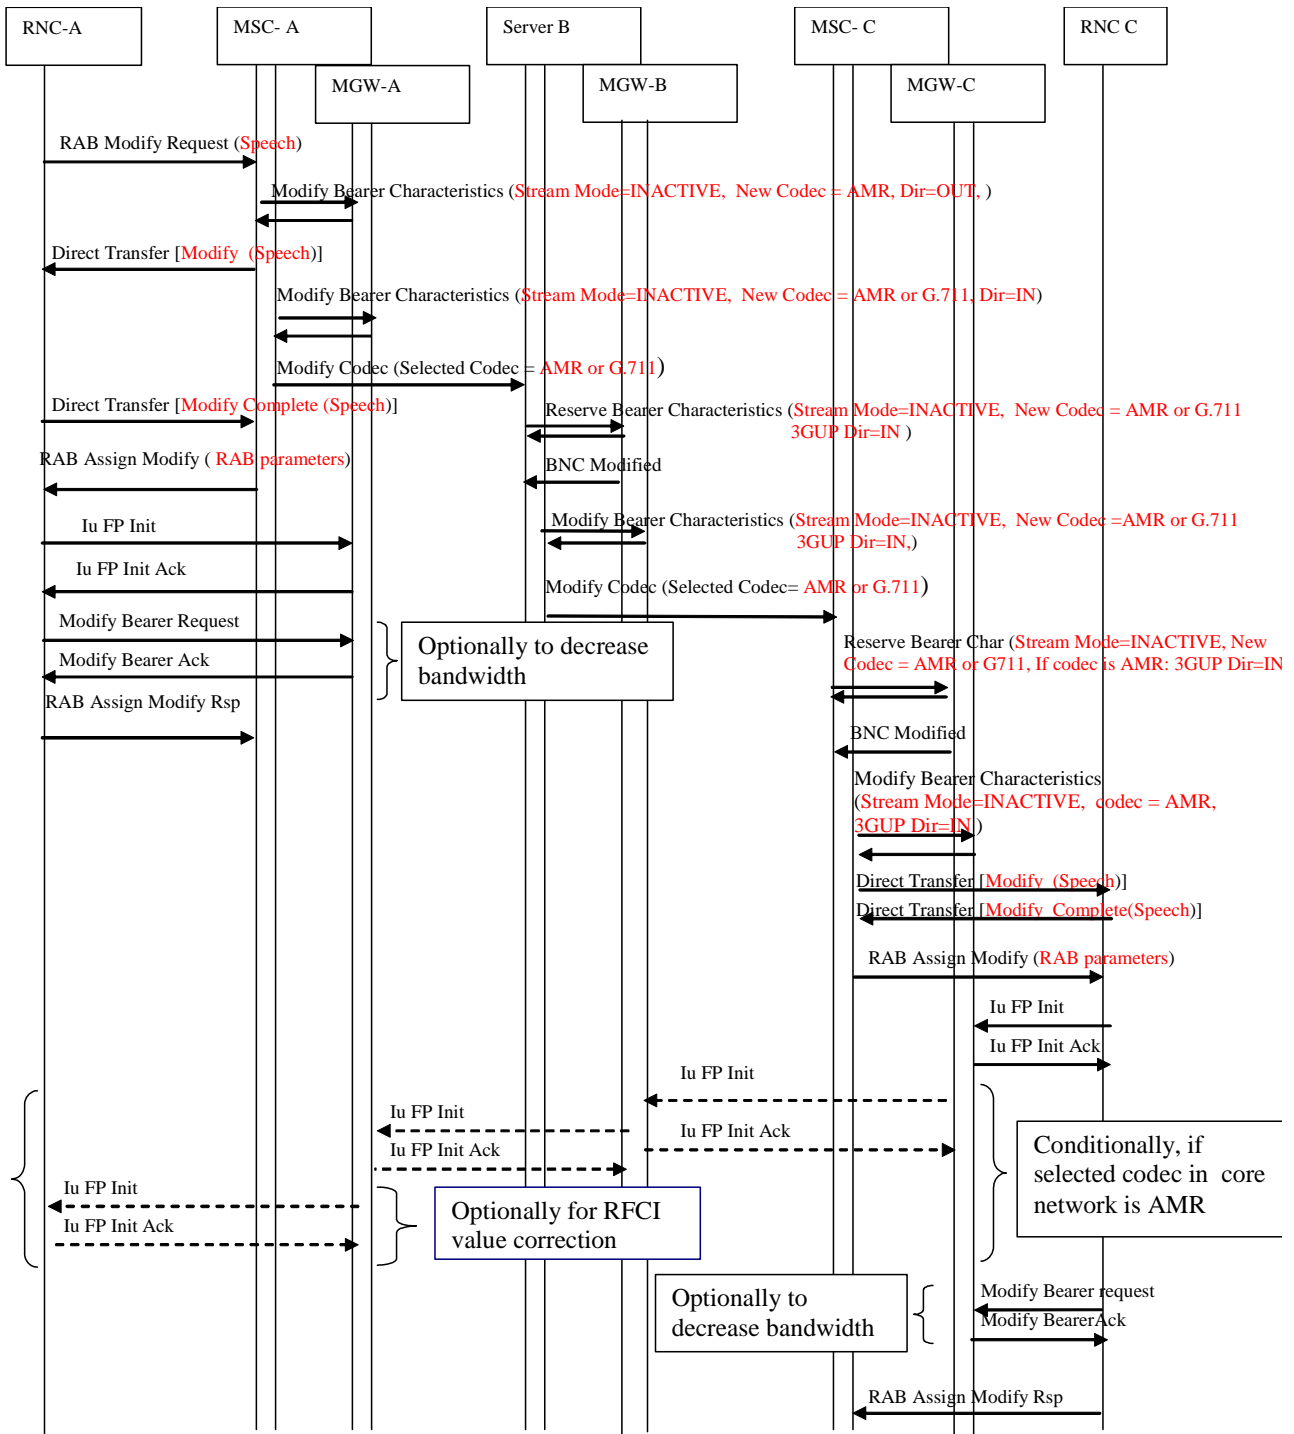 RNC-A
MSC- A
Server B
MSC- C
RNC C
MGW-A
MGW-B
MGW-C
RAB Modify Request (Speech)
Modify Bearer Characteristics (Stream Mode=INACTIVE,  New Codec = AMR, Dir=OUT, )
Direct Transfer [Modify  (Speech)]
Modify Bearer Characteristics (Stream Mode=INACTIVE,  New Codec = AMR or G.711, Dir=IN)
Modify Codec (Selected Codec = AMR or G.711)
Direct Transfer [Modify Complete (Speech)]
Reserve Bearer Characteristics (Stream Mode=INACTIVE,  New Codec = AMR or G.711
3GUP Dir=IN )
RAB Assign Modify ( RAB parameters)
BNC Modified
Iu FP Init
Modify Bearer Characteristics (Stream Mode=INACTIVE,  New Codec =AMR or G.711
3GUP Dir=IN,)
Iu FP Init Ack
Modify Codec (Selected Codec= AMR or G.711)
Modify Bearer Request
Optionally to decrease
bandwidth
Reserve Bearer Char (Stream Mode=INACTIVE, New
Codec = AMR or G711, If codec is AMR: 3GUP Dir=IN
Modify Bearer Ack
RAB Assign Modify Rsp
BNC Modified
Modify Bearer Characteristics
(Stream Mode=INACTIVE,  codec = AMR,
3GUP Dir=IN )
Direct Transfer [Modify  (Speech)]
Direct Transfer [Modify  Complete(Speech)]
RAB Assign Modify (RAB parameters)
Iu FP Init
Iu FP Init Ack
Iu FP Init
Iu FP Init
Iu FP Init Ack
Iu FP Init Ack
Conditionally, if
selected codec in  core
network is AMR
Iu FP Init
Iu FP Init Ack
Optionally for RFCI
value correction
Optionally to
decrease bandwidth
Modify Bearer request
Modify BearerAck
RAB Assign Modify Rsp